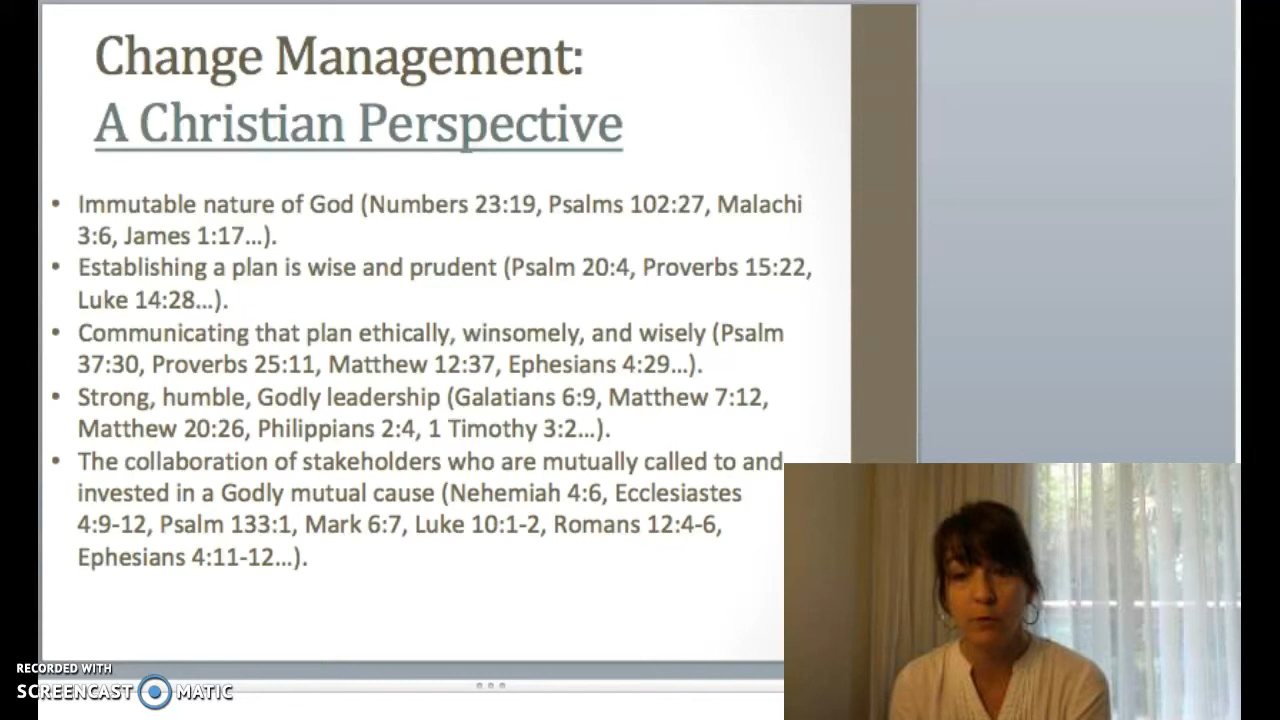 Change Management:
A Christian Perspective
• Immutable nature of God (Numbers 23:19, Psalms 102:27, Malachi
3:6, James 1:17...).
• Establishing a plan is wise and prudent (Psalm 20:4, Proverbs 15:22,
Luke 14:28...).
• Communicating that plan ethically, winsomely, and wisely (Psalm
37:30, Proverbs 25:11, Matthew 12:37, Ephesians 4:29...).
• Strong, humble, Godly leadership (Galatians 6:9, Matthew 7:12,
Matthew 20:26, Philippians 2:4, 1 Timothy 3:2...).
• The collaboration of stakeholders who are mutually called to and
invested in a Godly mutual cause (Nehemiah 4:6, Ecclesiastes
4:9-12, Psalm 133:1, Mark 6:7, Luke 10:1-2, Romans 12:4-6,
Ephesians 4:11-12...).
RECORDED WITH
SCREENCAST MATIC